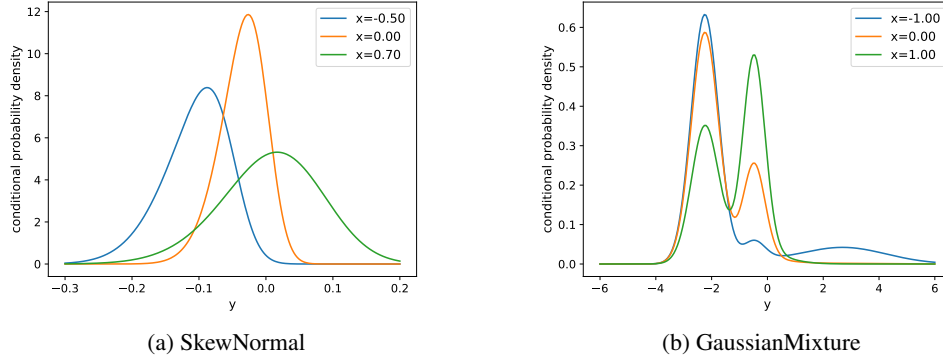 x=-0.50
x=0.00
x=0.70
conditional probability density
12
10
8
6
4
2
0
−0.3 −0.2 −0.1 0.0 0.1 0.2
y
(a) SkewNormal
x=-1.00
x=0.00
x=1.00
conditional probability density
0.6
0.5
0.4
0.3
0.2
0.1
0.0
−6 −4 −2 0 2 4 6
y
(b) GaussianMixture